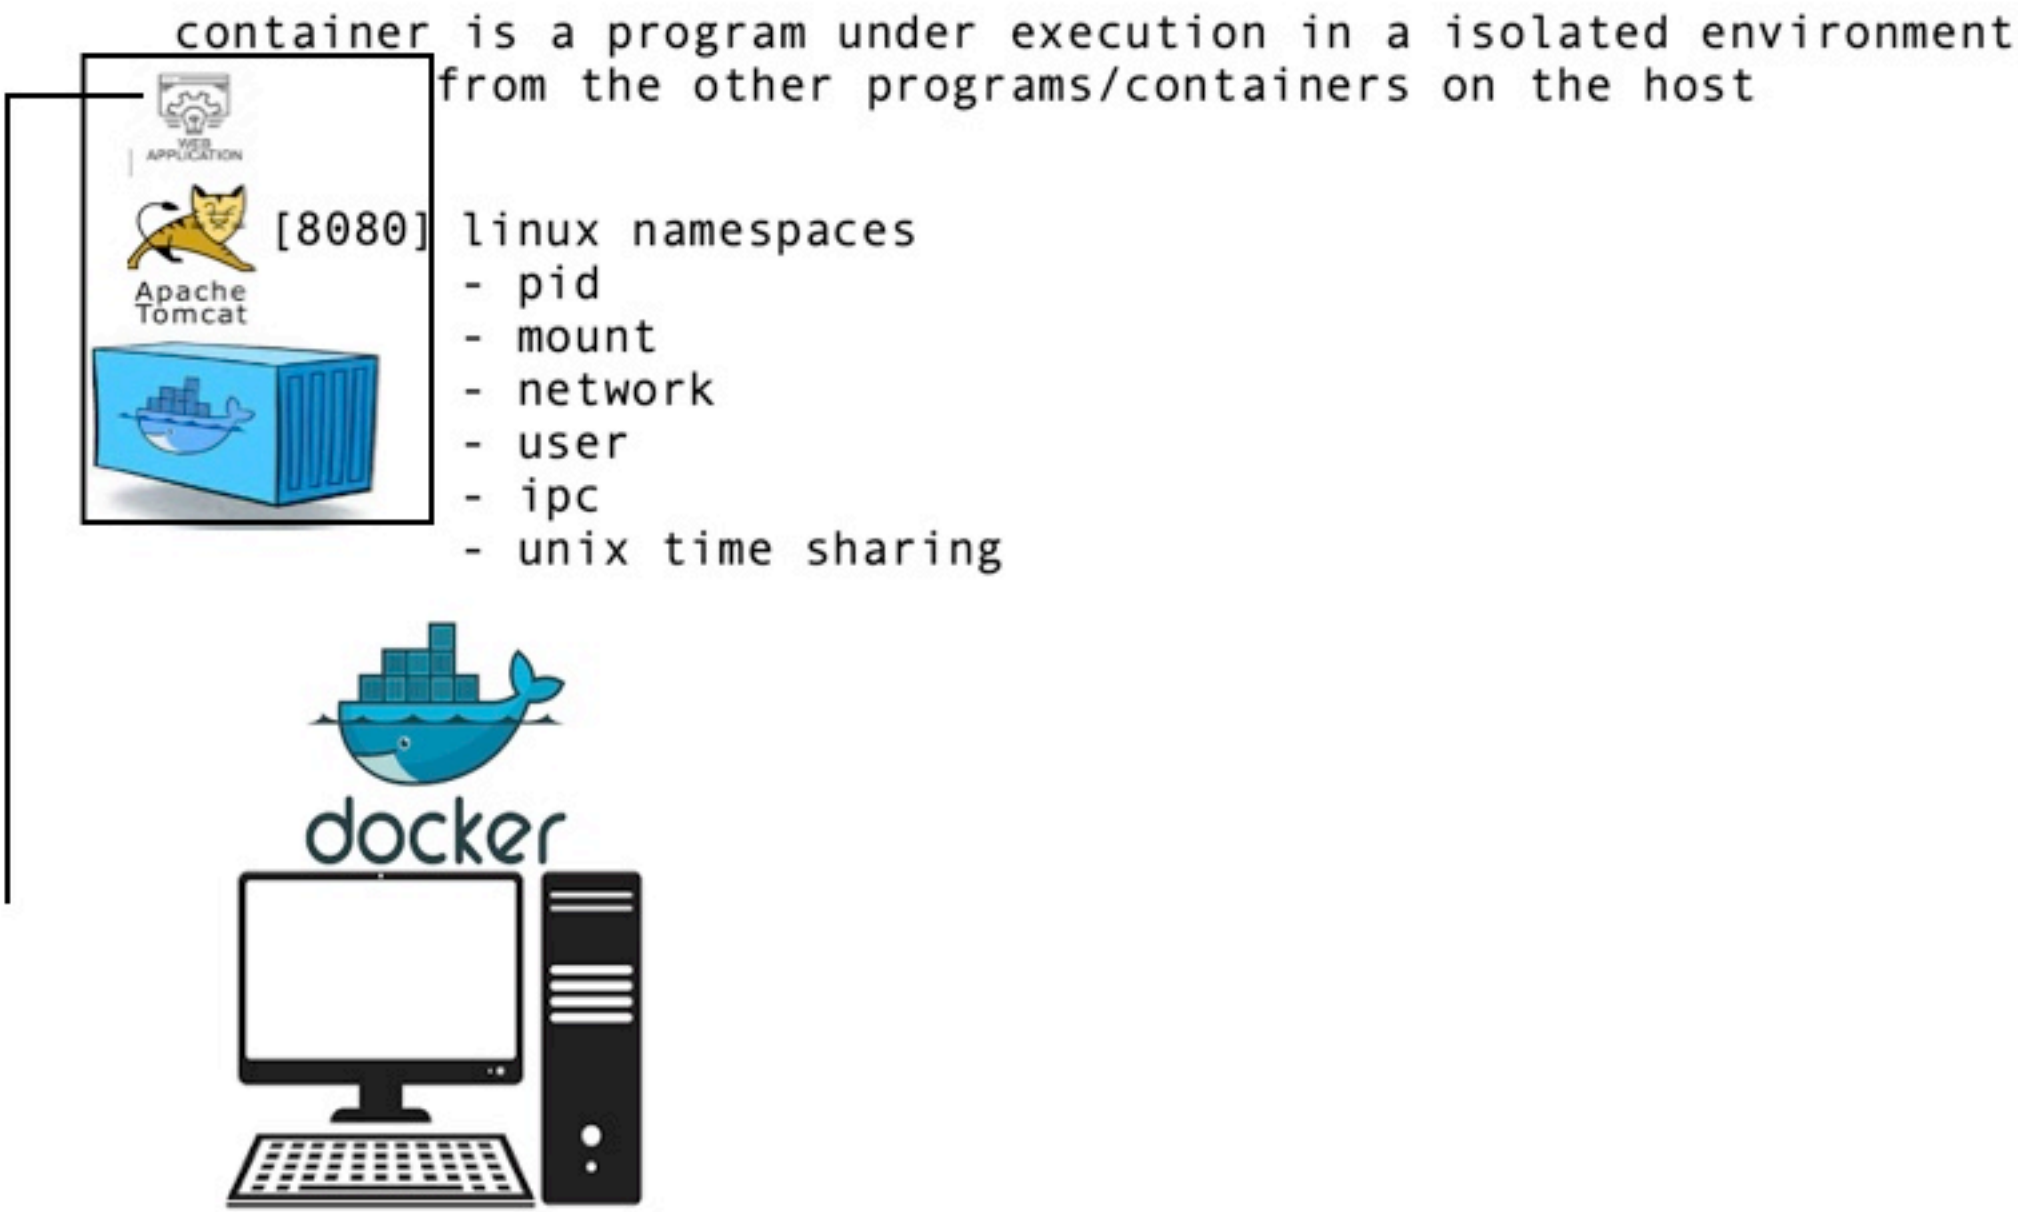 container is a program under execution in a isolated environment
from the other programs/containers on the host
WEB
APPLICATION
[8080]
Apache
Tomcat
linux namespaces
- pid
- mount
- network
- user
- ipc
- unix time sharing
docker